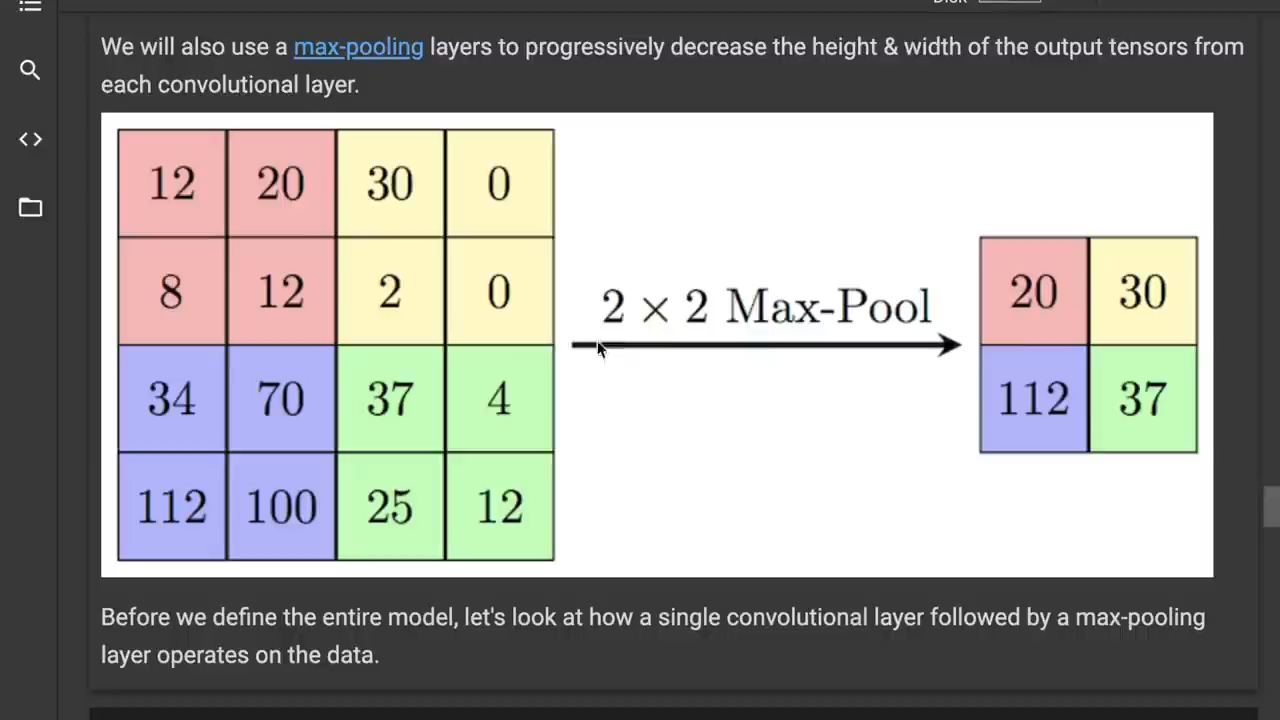 We will also use a max-pooling layers to progressively decrease the height & width of the output tensors from
each convolutional layer.
12 20 30 0
8 12 2 0
34 70 37 4
112 100 25 12
2 × 2 Max-Pool
20 30
112 37
Before we define the entire model, let's look at how a single convolutional layer followed by a max-pooling
layer operates on the data.